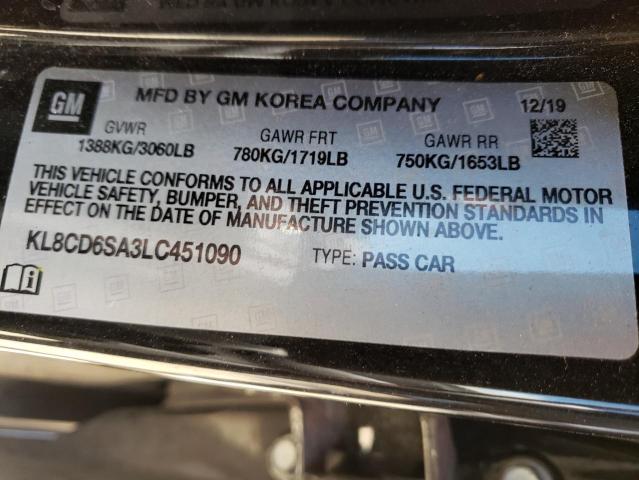 GM
MFD BY GM KOREA COMPANY 12/19
GVWR GAWR FRT GAWR RR
1388KG/3060LB 780KG/1719LB 750KG/1653LB
THIS VEHICLE CONFORMS TO ALL APPLICABLE U.S. FEDERAL MOTOR
VEHICLE SAFETY, BUMPER, AND THEFT PREVENTION STANDARDS IN
EFFECT ON THE DATE OF MANUFACTURE SHOWN ABOVE.
KL8CD6SA3LC451090 TYPE: PASS CAR